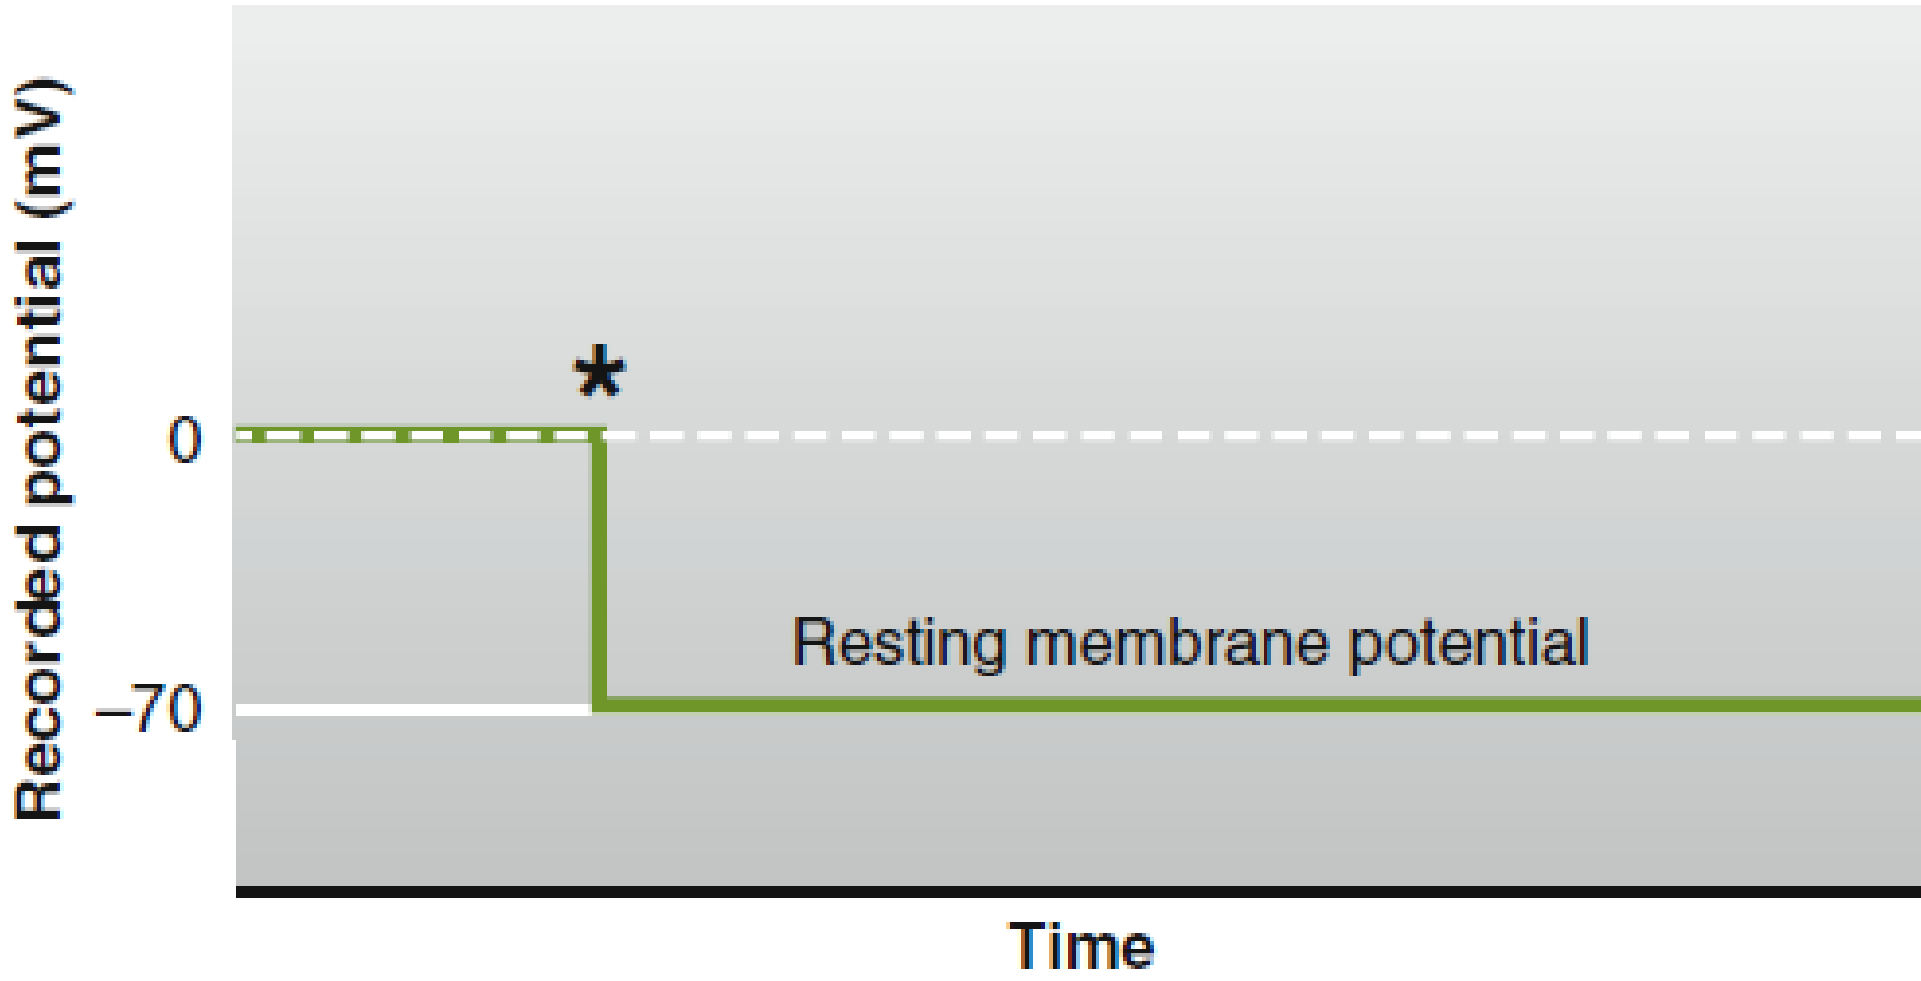 Recorded potential (mV)
*
0
Resting membrane potential
–70
Time